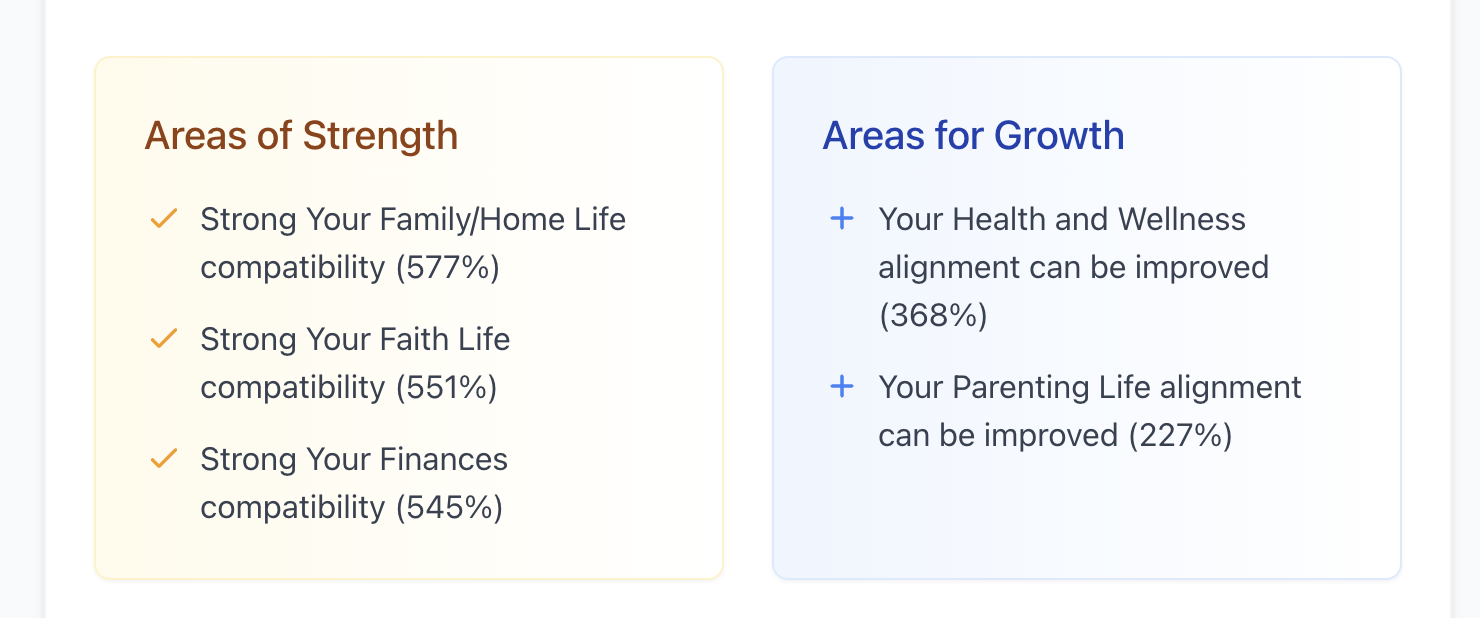 Areas of Strength
Strong Your Family/Home Life
compatibility (577%)
Strong Your Faith Life
compatibility (551%)
Strong Your Finances
compatibility (545%)
Areas for Growth
Your Health and Wellness
alignment can be improved
(368%)
Your Parenting Life alignment
can be improved (227%)